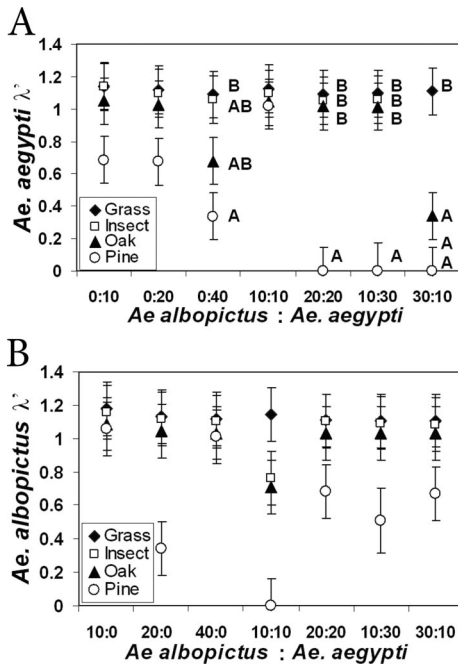 A
Ae. aegypti λ'
1.4
1.2
1
0.8
0.6
0.4
0.2
0
B
AB
AB
A
B
B
B
A
B
B
B
A
B
A
A
A
Grass
Insect
Oak
Pine
0:10 0:20 0:40 10:10 20:20 10:30 30:10
Ae albopictus : Ae. aegypti
B
Ae. albopictus λ'
1.4
1.2
1
0.8
0.6
0.4
0.2
0
Grass
Insect
Oak
Pine
10:0 20:0 40:0 10:10 20:20 10:30 30:10
Ae albopictus : Ae. aegypti